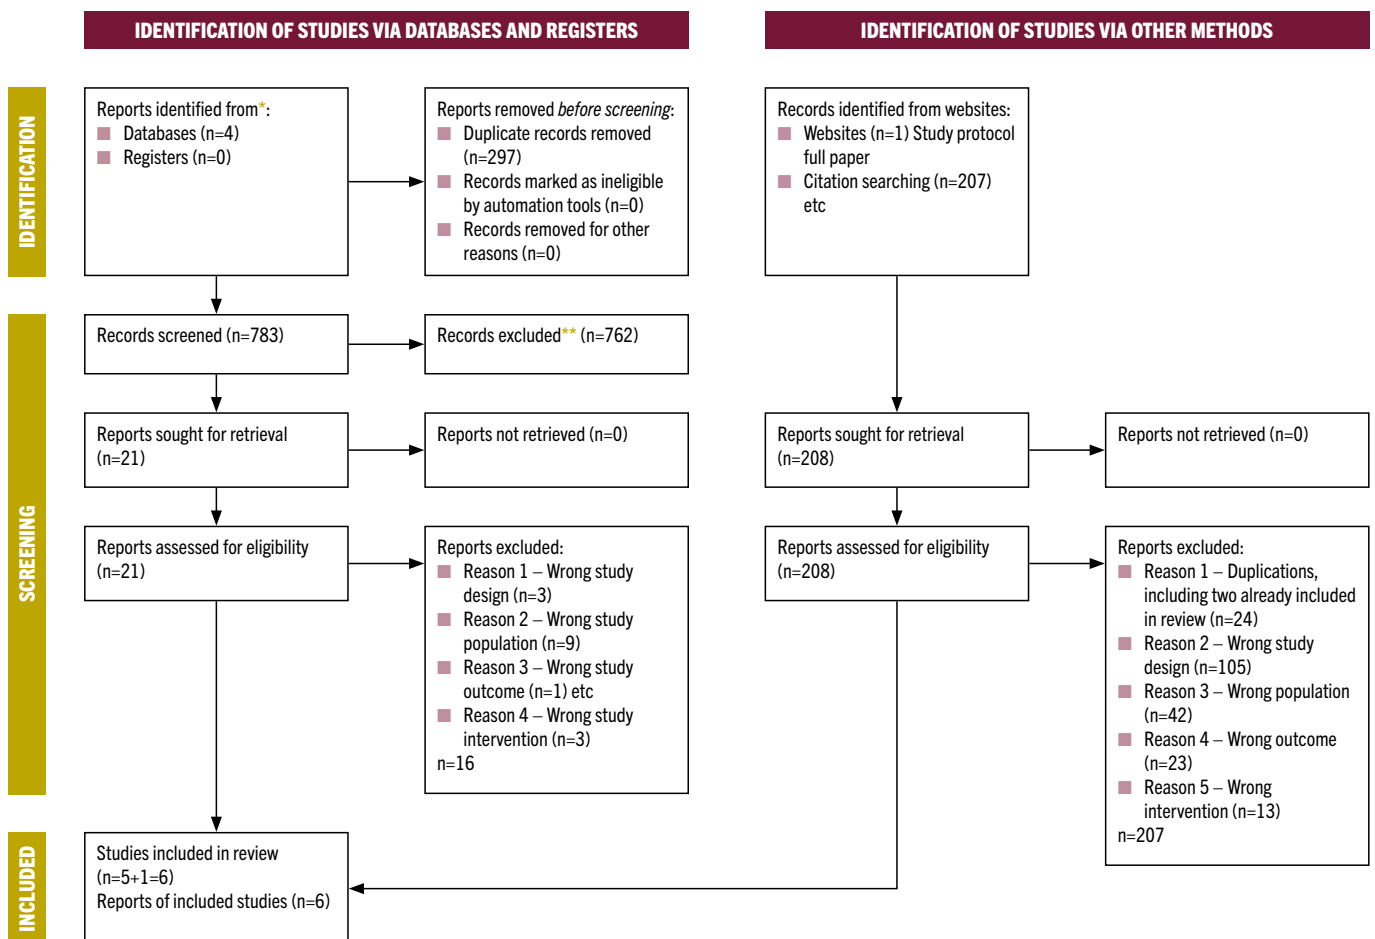 IDENTIFICATION OF STUDIES VIA DATABASES AND REGISTERS
IDENTIFICATION OF STUDIES VIA OTHER METHODS
IDENTIFICATION
Reports identified from*:
Databases (n=4)
Registers (n=0)
Reports removed before screening:
Duplicate records removed
(n=297)
Records marked as ineligible
by automation tools (n=0)
Records removed for other
reasons (n=0)
Records identified from websites:
Websites (n=1) Study protocol
full paper
Citation searching (n=207)
etc
SCREENING
Records screened (n=783)
Records excluded** (n=762)
Reports sought for retrieval
(n=21)
Reports not retrieved (n=0)
Reports sought for retrieval
(n=208)
Reports not retrieved (n=0)
Reports assessed for eligibility
(n=21)
Reports excluded:
Reason 1 – Wrong study
design (n=3)
Reason 2 – Wrong study
population (n=9)
Reason 3 – Wrong study
outcome (n=1) etc
Reason 4 – Wrong study
intervention (n=3)
n=16
Reports assessed for eligibility
(n=208)
Reports excluded:
Reason 1 – Duplications,
including two already included
in review (n=24)
Reason 2 – Wrong study
design (n=105)
Reason 3 – Wrong population
(n=42)
Reason 4 – Wrong outcome
(n=23)
Reason 5 – Wrong
intervention (n=13)
n=207
INCLUDED
Studies included in review
(n=5+1=6)
Reports of included studies (n=6)